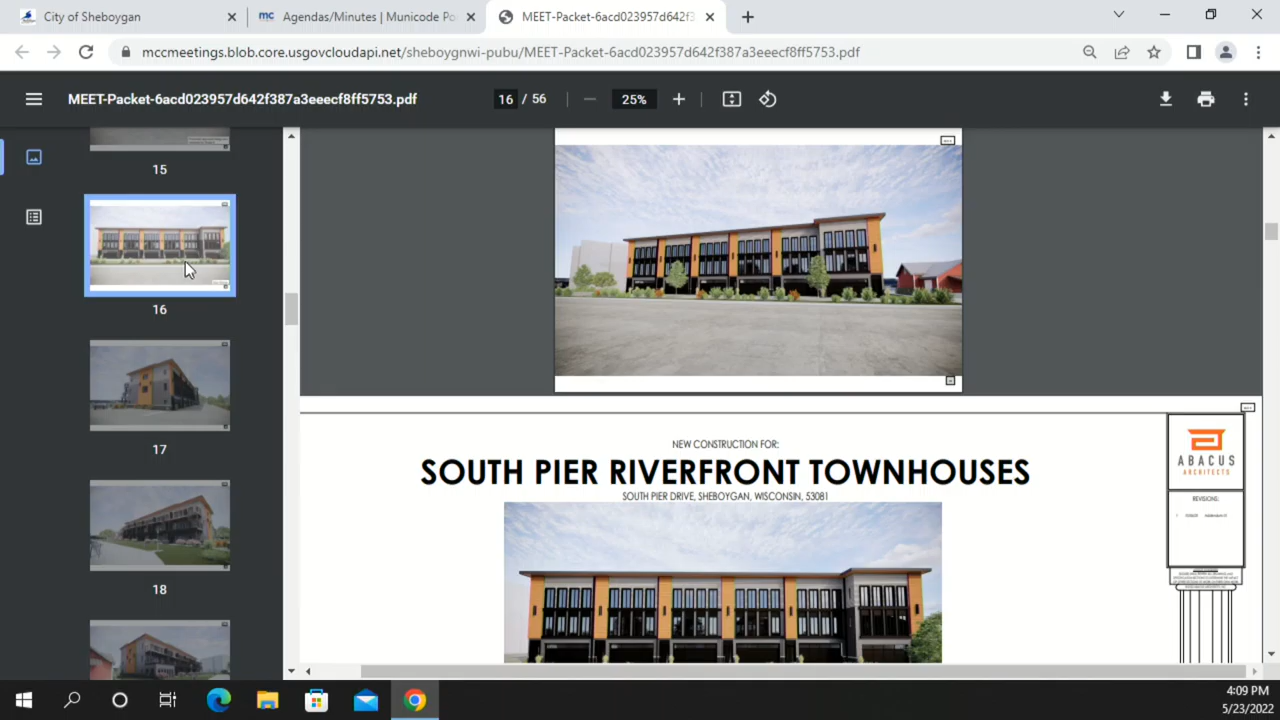 City of Sheboygan
mc Agendas/Minutes | Municode Po
MEET-Packet-6acd023957d642f3
mccmeetings.blob.core.usgovcloudapi.net/sheboygnwi-pubu/MEET-Packet-6acd023957d642f387a3eeecf8ff5753.pdf
MEET-Packet-6acd023957d642f387a3eeecf8ff5753.pdf
16 / 56
25%
15
16
17
18
NEW CONSTRUCTION FOR:
SOUTH PIER RIVERFRONT TOWNHOUSES
SOUTH PIER DRIVE, SHEBOYGAN, WISCONSIN, 53081
ABACUS
ARCHITECTS
REVISIONS:
4:09 PM
5/23/2022